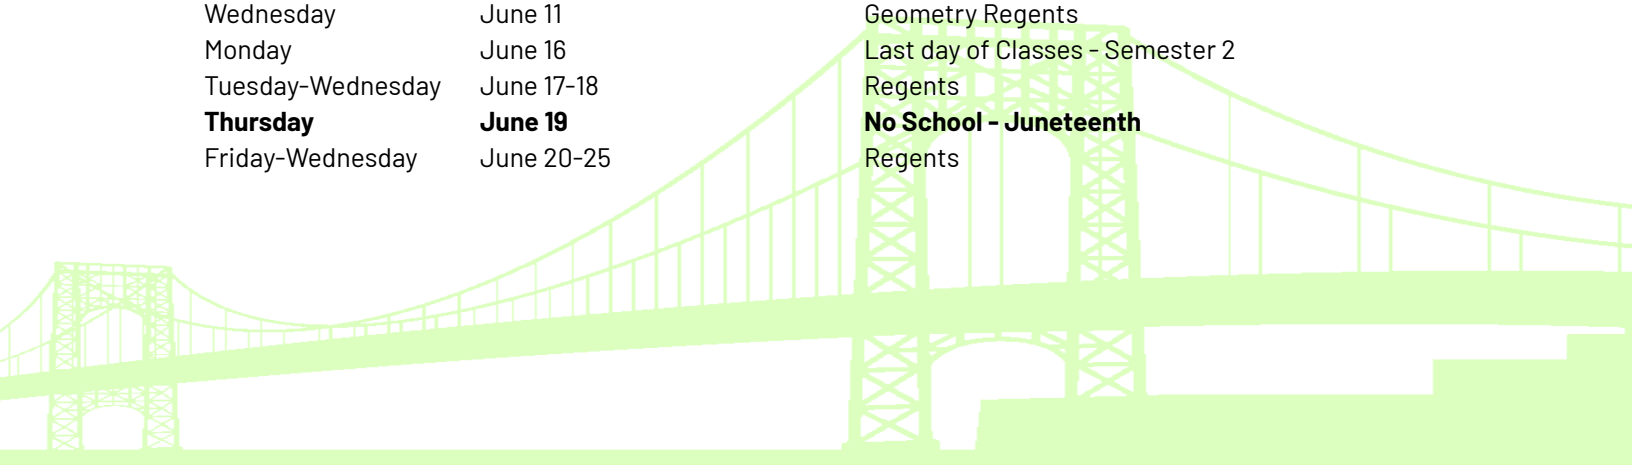 Wednesday June 11 Geometry Regents
Monday June 16 Last day of Classes - Semester 2
Tuesday-Wednesday June 17-18 Regents
Thursday June 19 No School - Juneteenth
Friday-Wednesday June 20-25 Regents